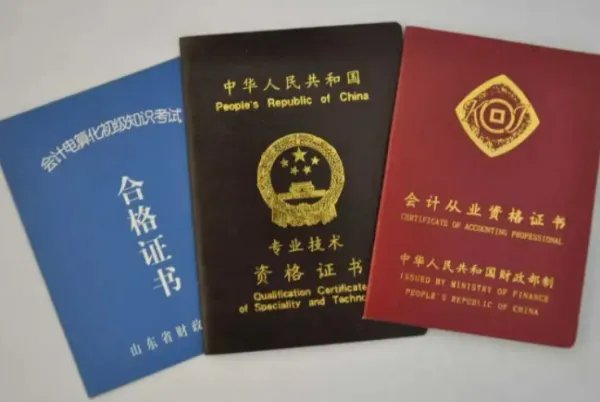 会计电算化初级知识考试
合格证书
山东省财政
中华人民共和国
People's Republic of China
专业技术
资格证书
Qualification Certificate
of Speciality and Techno
会计从业资格证书
CERTIFICATE OF ACCOUNTING PROFESSIONAL
中华人民共和国财政部制
ISSUED BY MINISTRY OF FINANCE
PEOPLE'S REPUBLIC OF CHINA